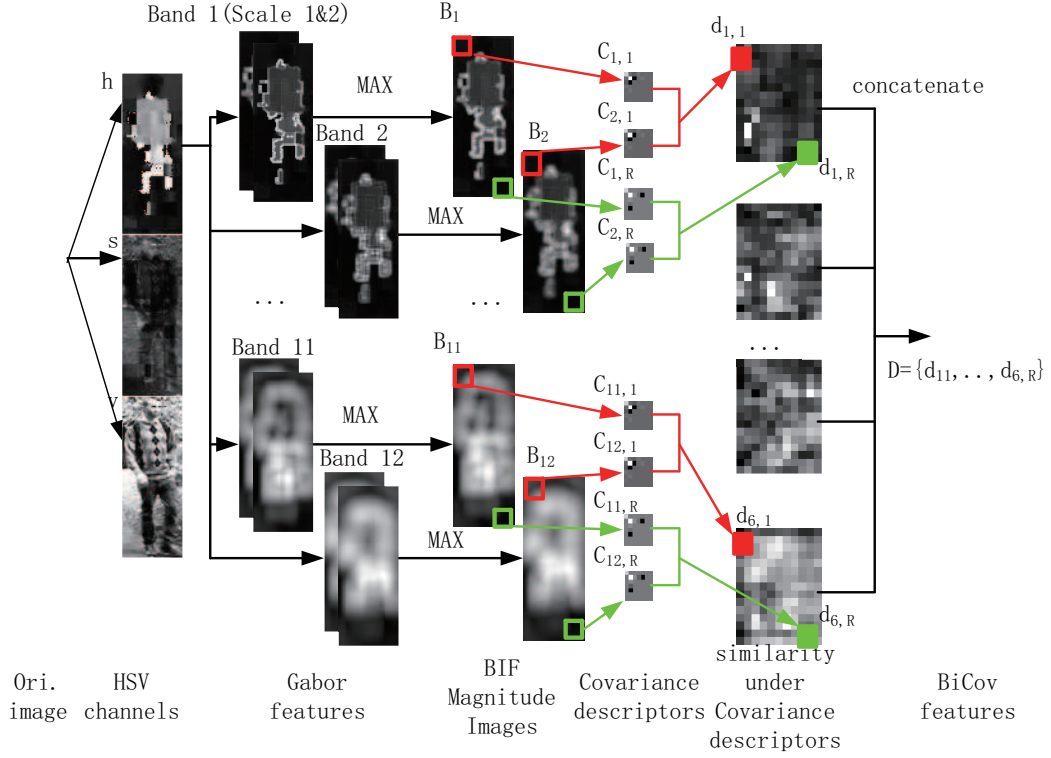 Band 1(Scale 1&2)
h
MAX
B1
C1,1
d1,1
concatenate
C2,1
Band 2
B2
C1,R
d1,R
MAX
C2,R
s
...
...
...
Band 11
B11
C11,1
D={d11,..,d6,R}
v
MAX
C12,1
Band 12
B12
C11,R
d6,1
MAX
C12,R
d6,R
Ori.
image
HSV
channels
Gabor
features
BIF
Magnitude
Images
Covariance
descriptors
similarity
under
Covariance
descriptors
BiCov
features